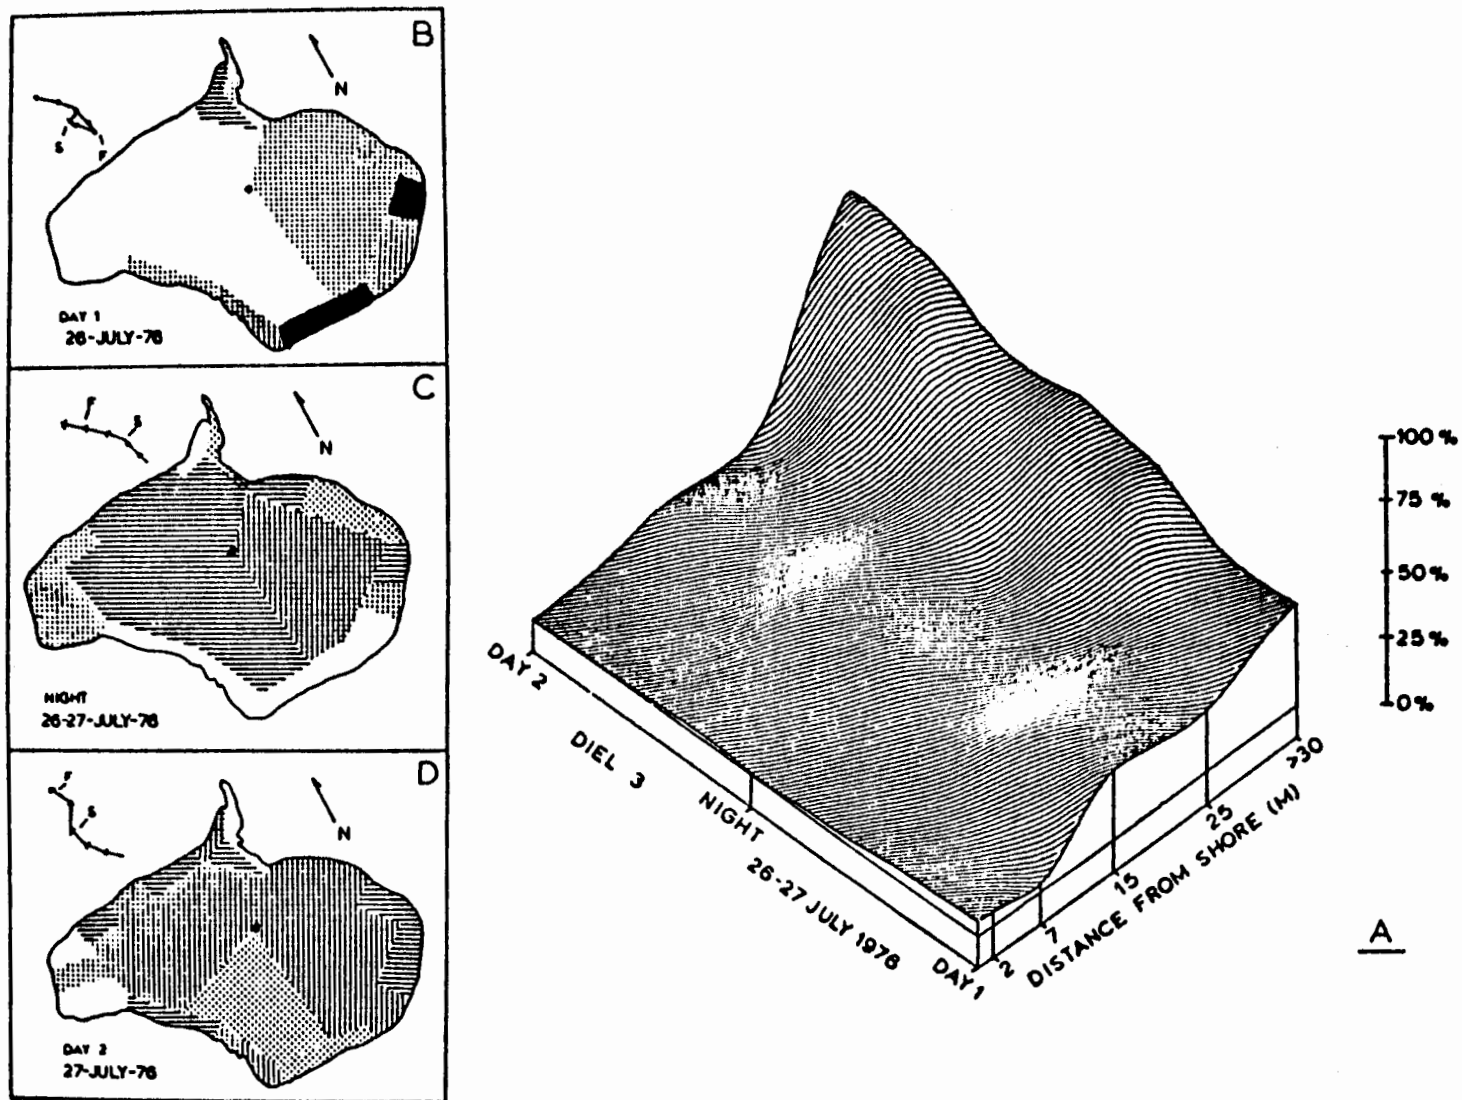 B
N
S
F
DAY 1
26-JULY-76
C
F
S
N
NIGHT
26-27-JULY-76
D
F
S
N
DAY 2
27-JULY-76
100 %
75 %
50 %
25 %
0 %
DAY 2
DIEL 3
NIGHT
26-27 JULY 1976
DAY 1
2
7
15
25
>30
DISTANCE FROM SHORE (M)
A